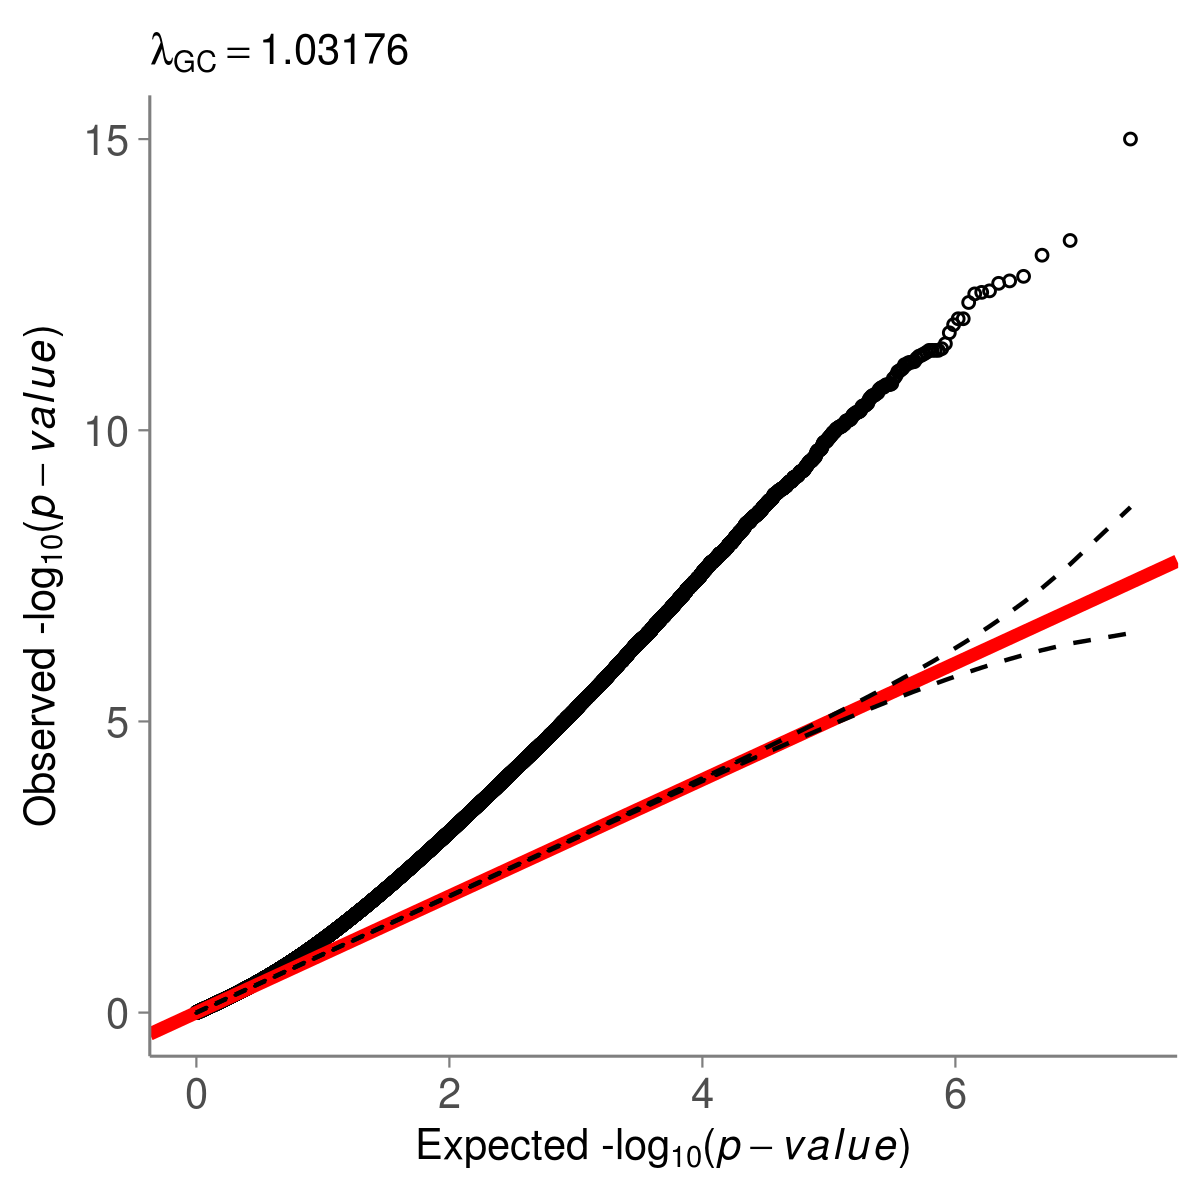 λGC = 1.03176
15
10
5
0
Observed -log10(p − value)
0 2 4 6
Expected -log10(p − value)